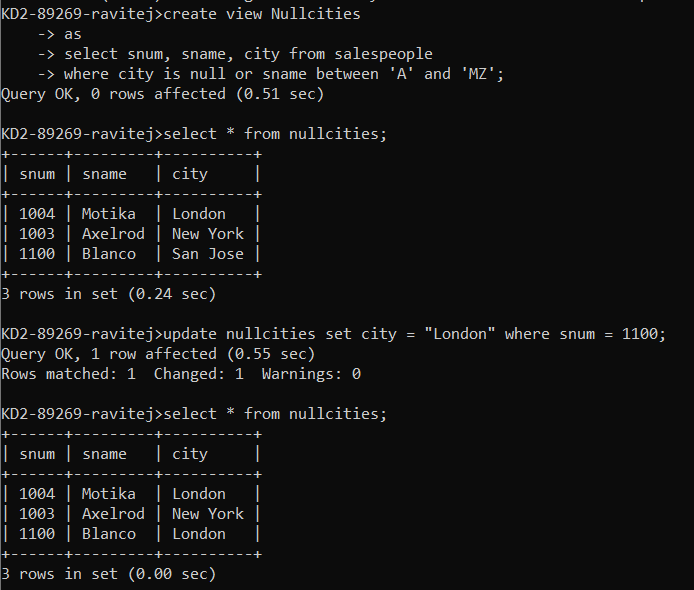 KD2-89269-ravitej>create view Nullcities
    -> as
    -> select snum, sname, city from salespeople
    -> where city is null or sname between 'A' and 'MZ';
Query OK, 0 rows affected (0.51 sec)
KD2-89269-ravitej>select * from nullcities;
+------+---------+----------+
| snum | sname   | city     |
+------+---------+----------+
| 1004 | Motika  | London   |
| 1003 | Axelrod | New York |
| 1100 | Blanco  | San Jose |
+------+---------+----------+
3 rows in set (0.24 sec)
KD2-89269-ravitej>update nullcities set city = "London" where snum = 1100;
Query OK, 1 row affected (0.55 sec)
Rows matched: 1  Changed: 1  Warnings: 0
KD2-89269-ravitej>select * from nullcities;
+------+---------+----------+
| snum | sname   | city     |
+------+---------+----------+
| 1004 | Motika  | London   |
| 1003 | Axelrod | New York |
| 1100 | Blanco  | London   |
+------+---------+----------+
3 rows in set (0.00 sec)